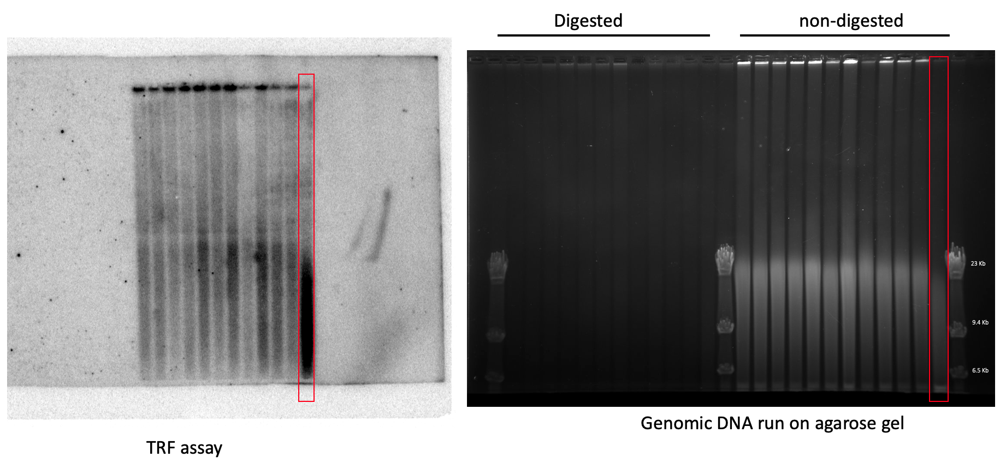 Digested
non-digested
23 Kb
9.4 Kb
6.5 Kb
Genomic DNA run on agarose gel
TRF assay